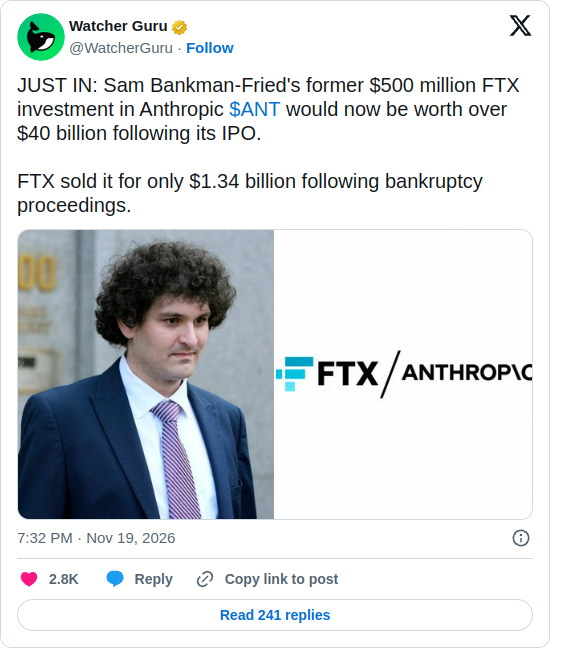 Watcher Guru
@WatcherGuru · Follow
JUST IN: Sam Bankman-Fried's former $500 million FTX
investment in Anthropic $ANT would now be worth over
$40 billion following its IPO.
FTX sold it for only $1.34 billion following bankruptcy
proceedings.
00
FTX/ANTHROP\C
7:32 PM · Nov 19, 2026
2.8K Reply Copy link to post
Read 241 replies